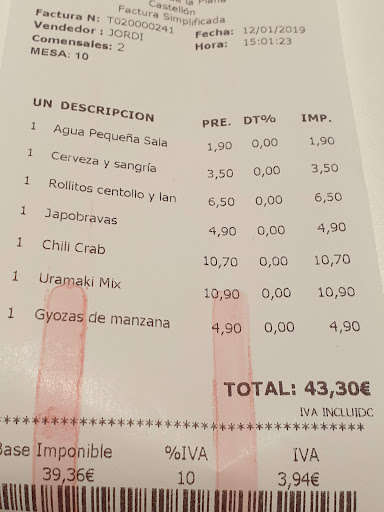 la Plana
Castellón
Factura Simplificada
Factura N: T020000241 Fecha: 12/01/2019
Vendedor : JORDI Hora: 15:01:23
Comensales: 2
MESA: 10
UN DESCRIPCION PRE. DT% IMP.
1 Agua Pequeña Sala 1,90 0,00 1,90
1 Cerveza y sangría 3,50 0,00 3,50
1 Rollitos centollo y lan 6,50 0,00 6,50
1 Japobravas 4,90 0,00 4,90
1 Chili Crab 10,70 0,00 10,70
1 Uramaki Mix 10,90 0,00 10,90
1 Gyozas de manzana 4,90 0,00 4,90
TOTAL: 43,30€
IVA INCLUIDO
Base Imponible %IVA IVA
39,36€ 10 3,94€